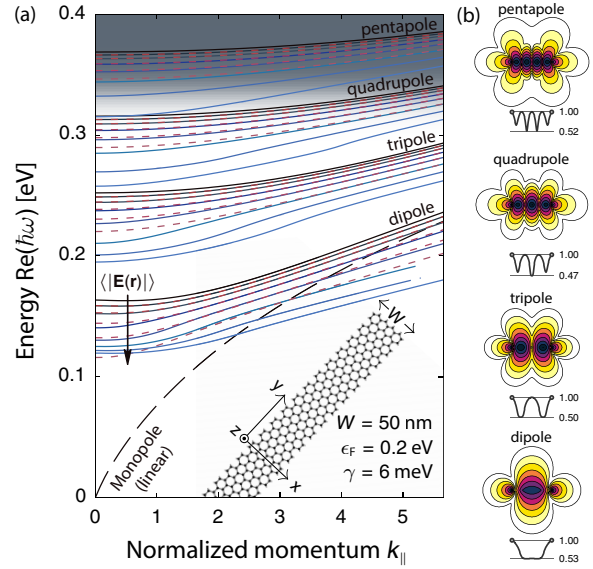 (a)
0.4
0.3
0.2
0.1
0
Energy Re(ħω) [eV]
pentapole
quadrupole
tripole
dipole
⟨|E(r)|⟩
Monopole
(linear)
W
y
z
x
W = 50 nm
ϵF = 0.2 eV
γ = 6 meV
0 1 2 3 4 5
Normalized momentum k∥
(b)
pentapole
1.00
0.52
quadrupole
1.00
0.47
tripole
1.00
0.50
dipole
1.00
0.53